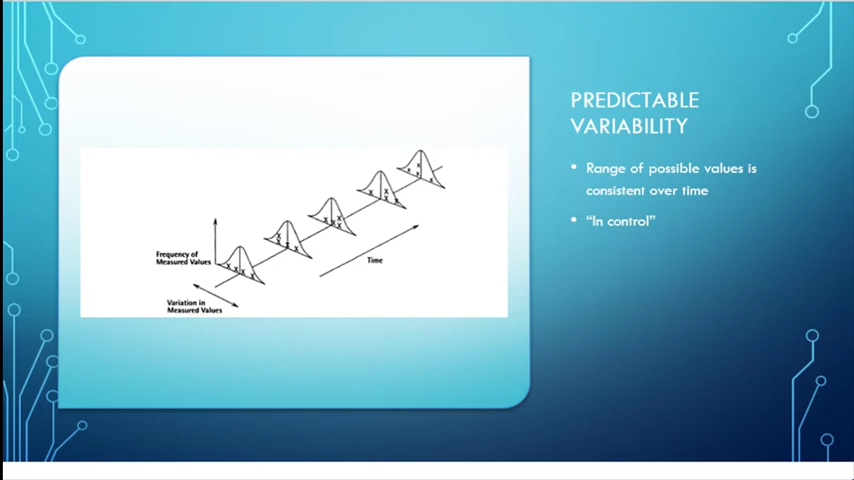 PREDICTABLE
VARIABILITY
• Range of possible values is
consistent over time
• “In control”
Frequency of
Measured Values
Variation in
Measured Values
Time